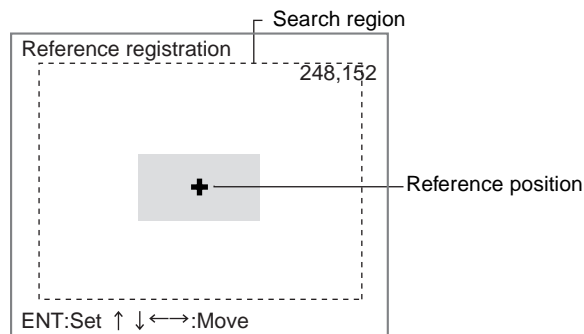 Search region
Reference registration
248,152
Reference position
ENT:Set ↑↓←→:Move